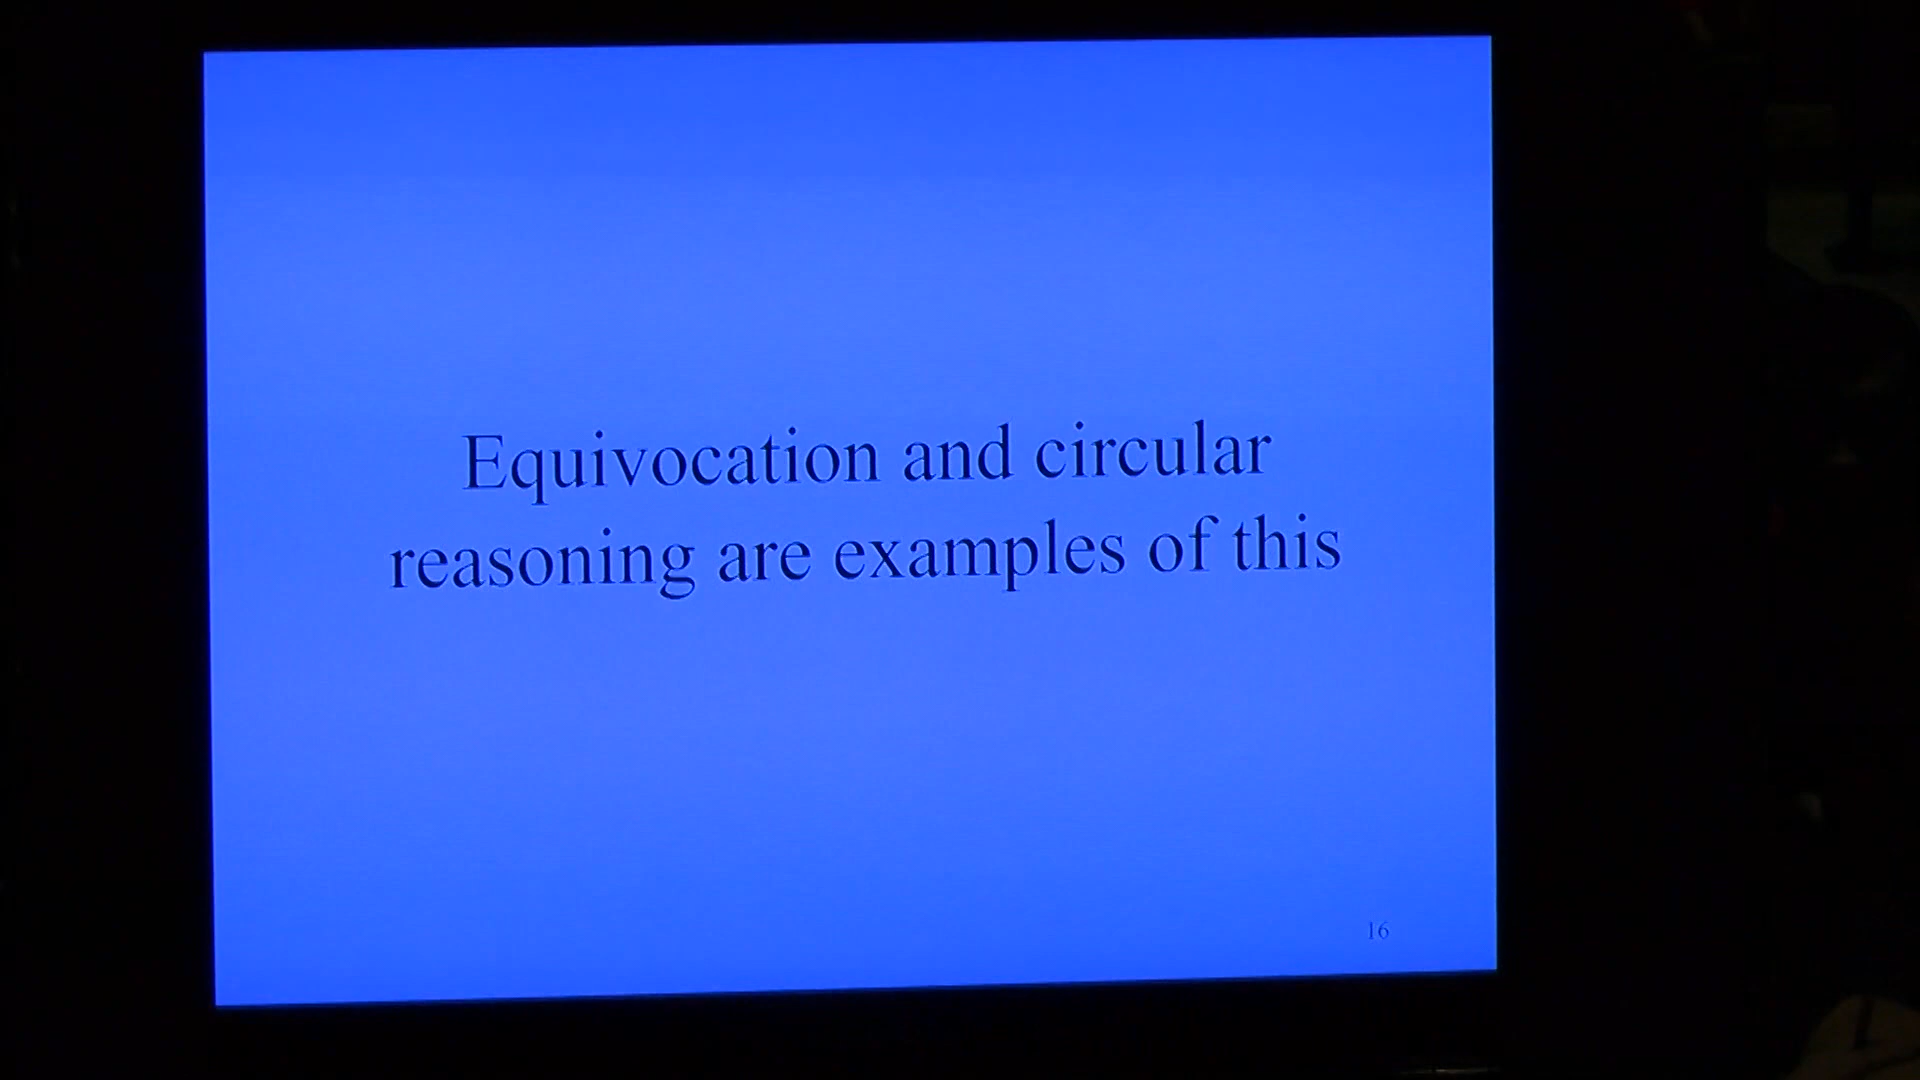 Equivocation and circular
reasoning are examples of this
16